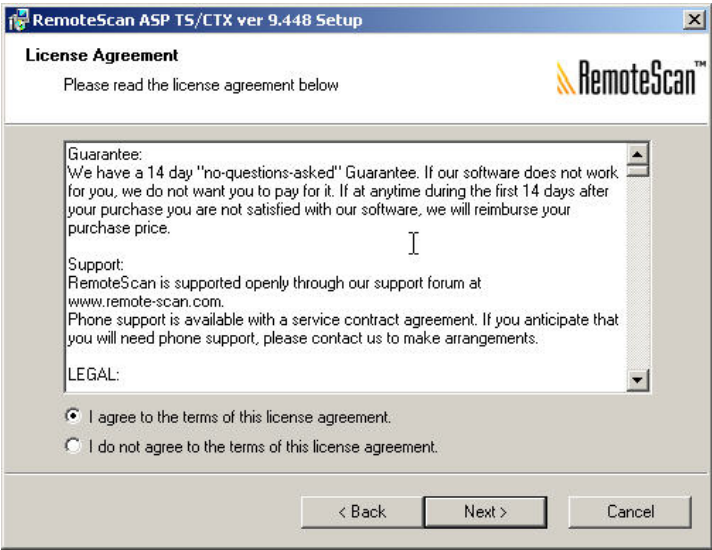 RemoteScan ASP TS/CTX ver 9.448 Setup
License Agreement
Please read the license agreement below
RemoteScan™
Guarantee:
We have a 14 day "no-questions-asked" Guarantee. If our software does not work
for you, we do not want you to pay for it. If at anytime during the first 14 days after
your purchase you are not satisfied with our software, we will reimburse your
purchase price.
Support:
RemoteScan is supported openly through our support forum at
www.remote-scan.com.
Phone support is available with a service contract agreement. If you anticipate that
you will need phone support, please contact us to make arrangements.
LEGAL:
I agree to the terms of this license agreement.
I do not agree to the terms of this license agreement.
< Back
Next >
Cancel